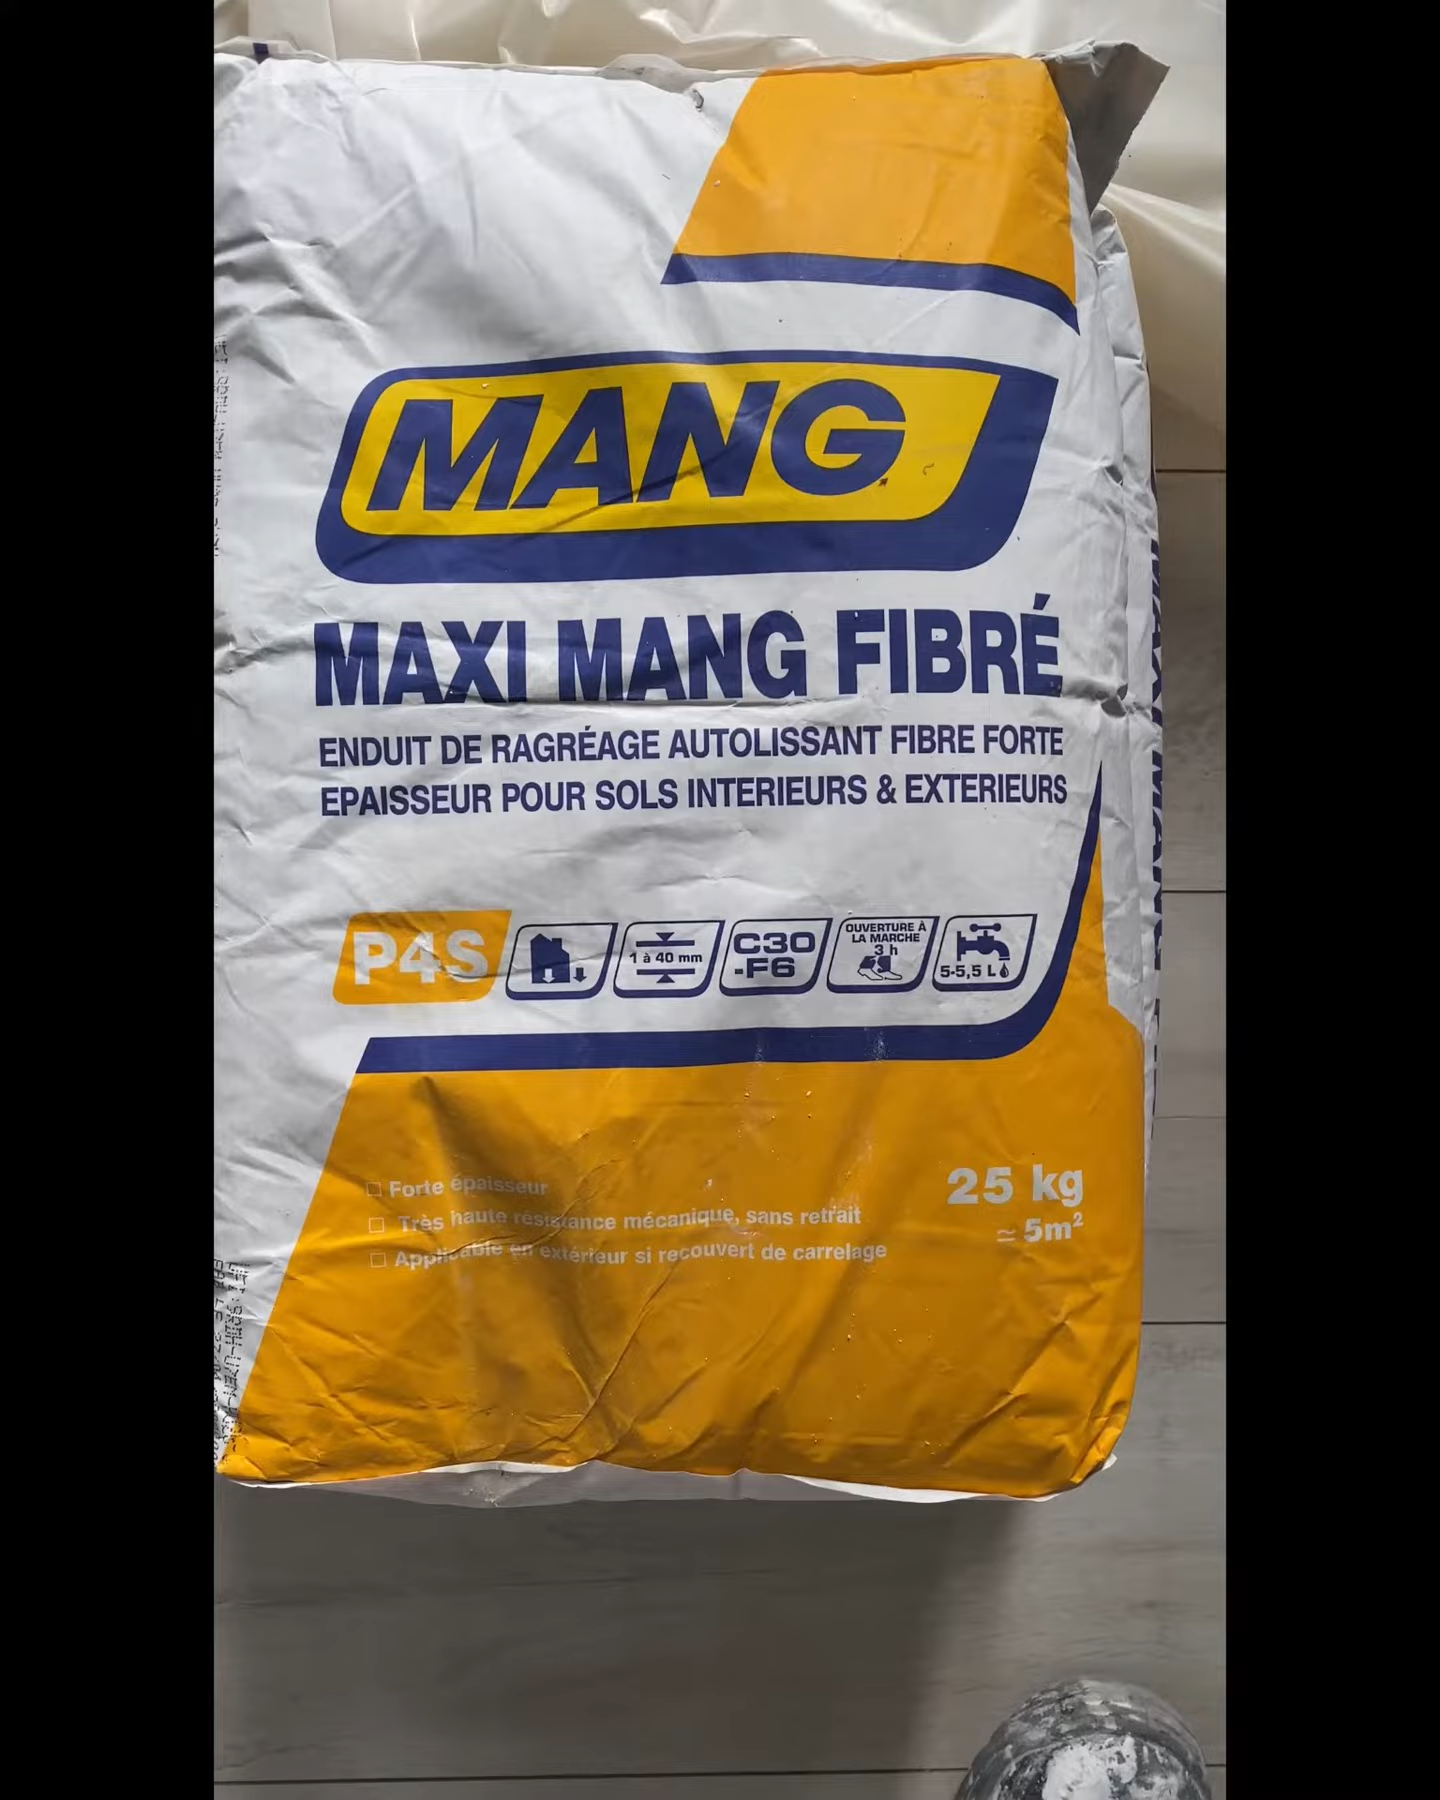 MANG
MAXI MANG FIBRÉ
ENDUIT DE RAGRÉAGE AUTOLISSANT FIBRE FORTE
EPAISSEUR POUR SOLS INTERIEURS & EXTERIEURS
P4S
1 à 40 mm
C30
-F6
OUVERTURE À
LA MARCHE
3 h
5-5,5 L
Forte épaisseur
Très haute résistance mécanique, sans retrait
Applicable en extérieur si recouvert de carrelage
25 kg
≃ 5m²
MAXI MANG